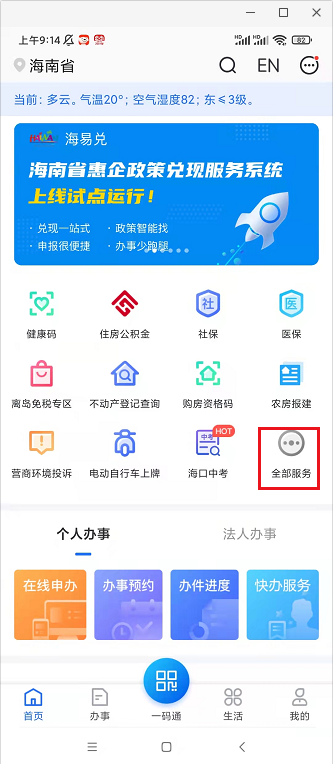 上午9:14
HD
HD
82
海南省
EN
当前: 多云。气温20°; 空气湿度82; 东≤3级。
海易兑
海南省惠企政策兑现服务系统
上线试点运行!
· 兑现一站式 · 政策智能找
· 申报很便捷 · 办事少跑腿
社 医
健康码 住房公积金 社保 医保
离岛免税专区 不动产登记查询 购房资格码 农房报建
中考 HOT
营商环境投诉 电动自行车上牌 海口中考 全部服务
个人办事 法人办事
在线申办 办事预约 办件进度 快办服务
首页 办事 一码通 生活 我的